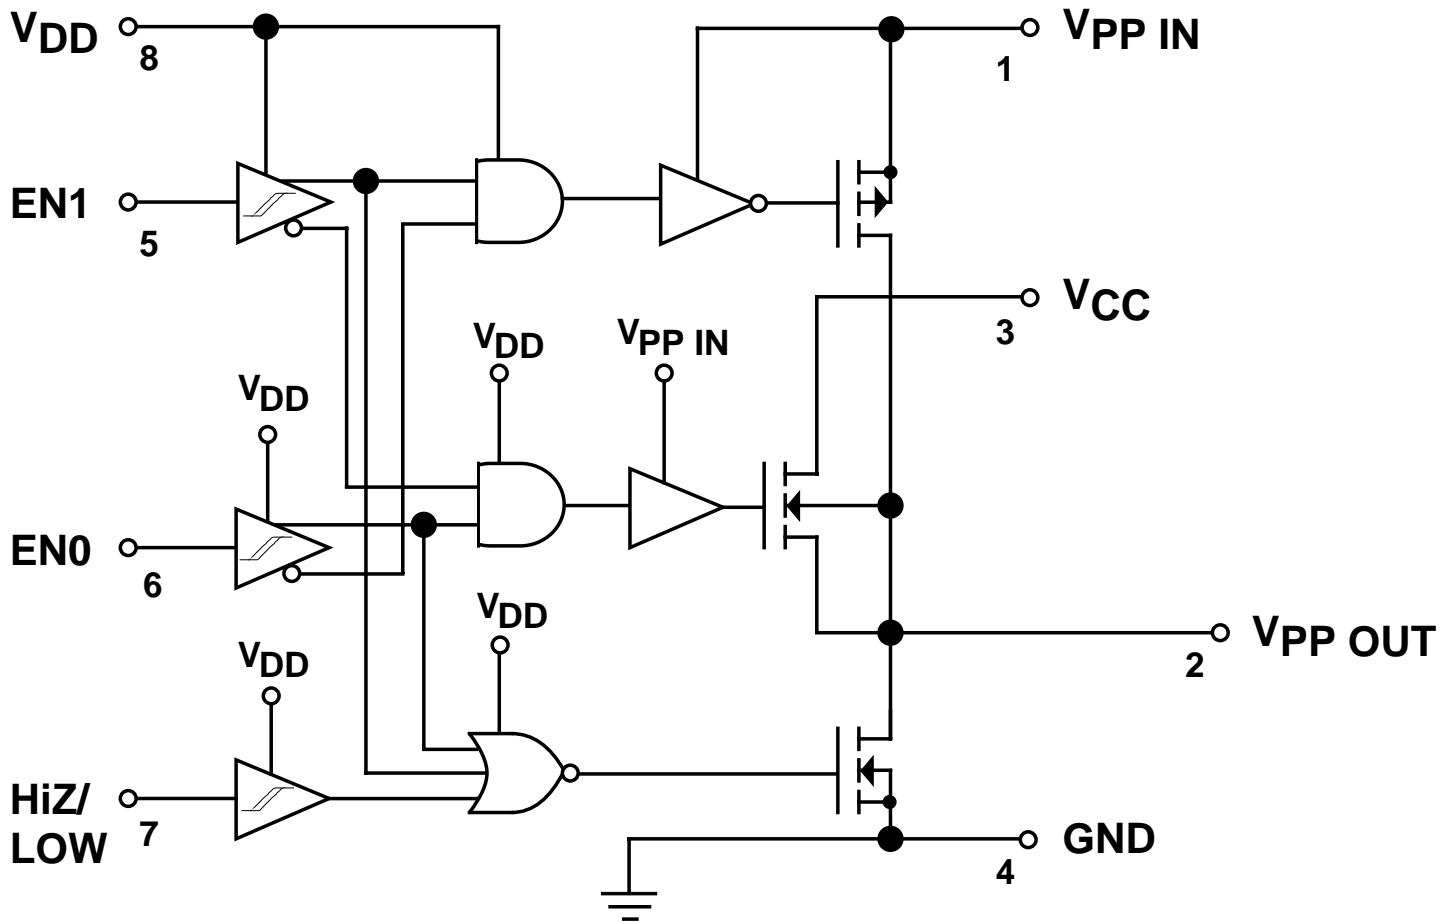 VDD
8
VPP IN
1
EN1
5
VCC
3
VDD
VPP IN
VDD
EN0
6
VDD
VPP OUT
2
VDD
HiZ/
LOW
7
GND
4